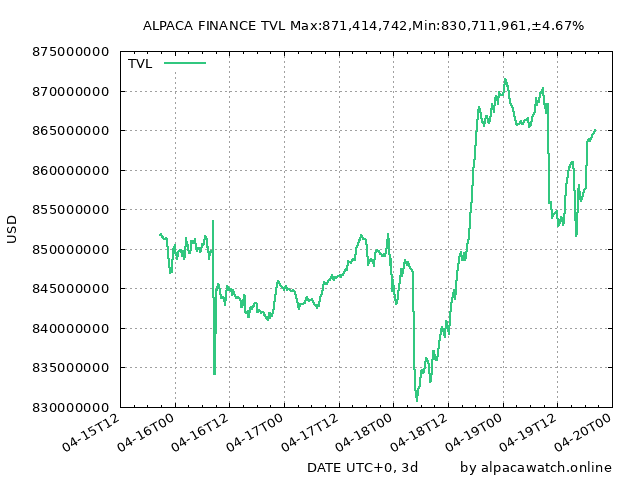 ALPACA FINANCE TVL Max:871,414,742,Min:830,711,961,±4.67%
875000000
TVL
870000000
865000000
860000000
855000000
USD
850000000
845000000
840000000
835000000
830000000
04-15T12 04-16T00 04-16T12 04-17T00 04-17T12 04-18T00 04-18T12 04-19T00 04-19T12 04-20T00
DATE UTC+0, 3d by alpacawatch.online